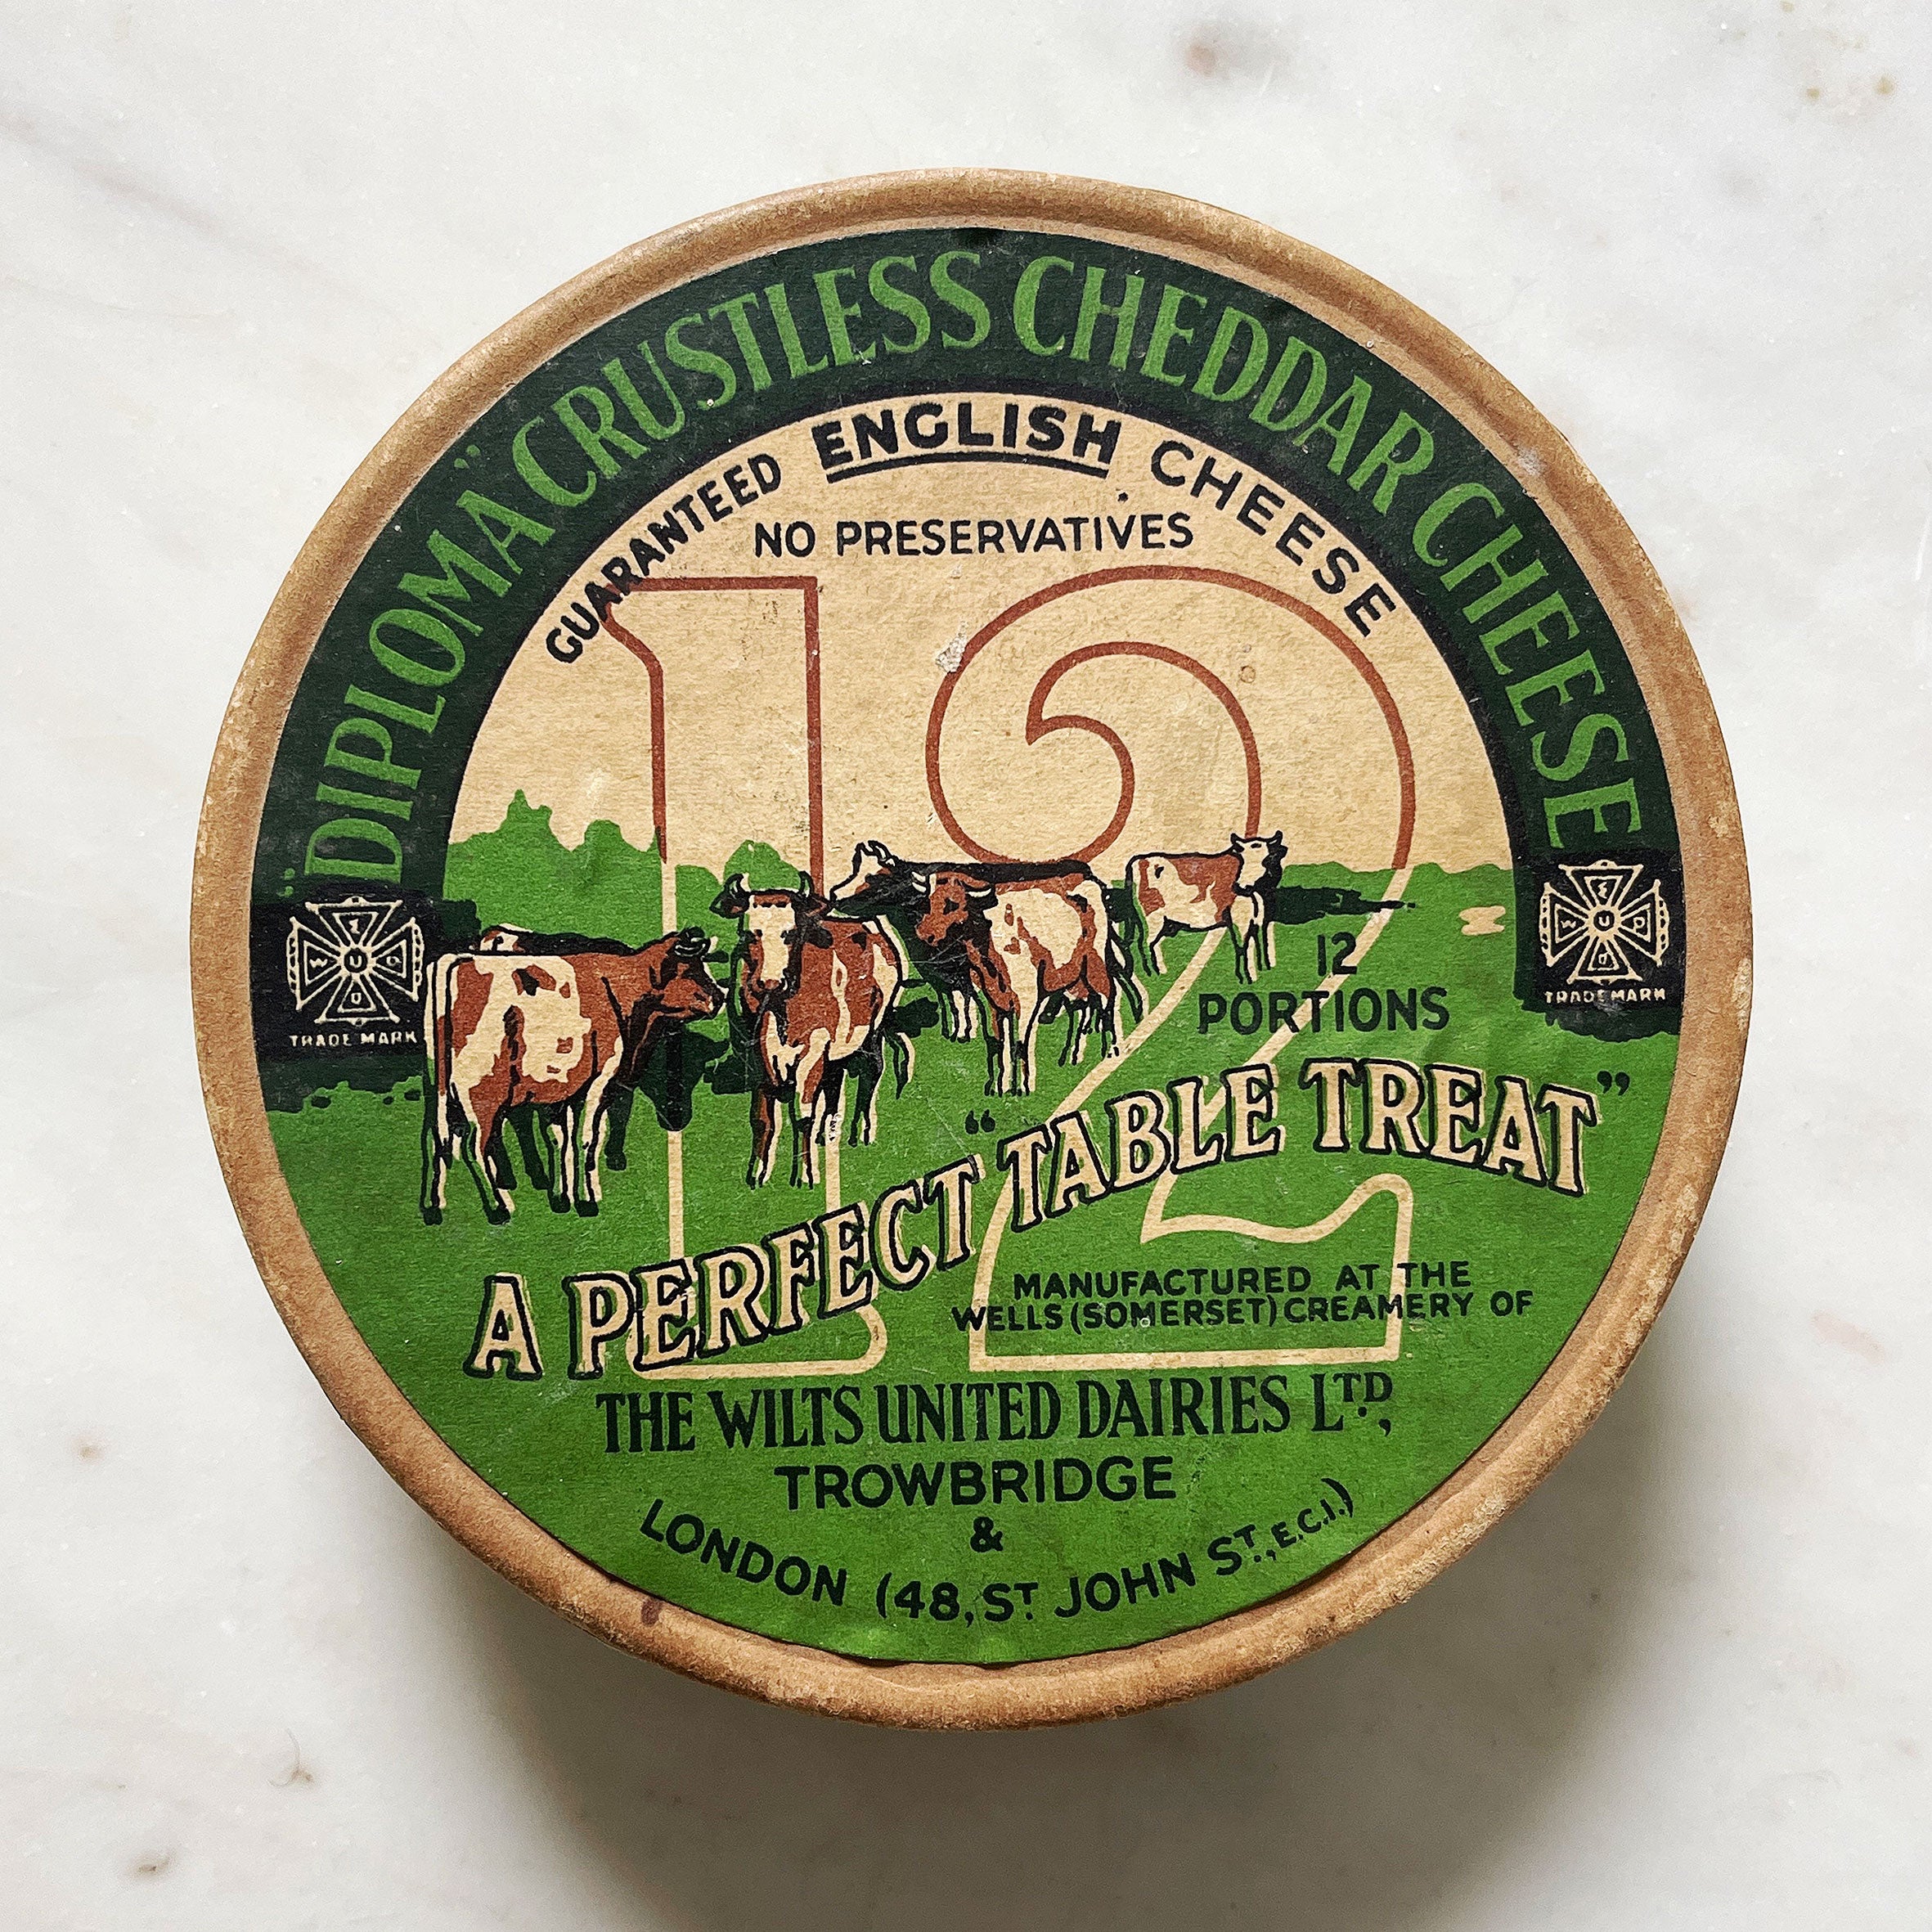 "DIPLOMA" CRUSTLESS CHEDDAR CHEESE
GUARANTEED ENGLISH CHEESE
NO PRESERVATIVES
12
12
PORTIONS
TRADE MARK
TRADE MARK
A PERFECT "TABLE TREAT"
MANUFACTURED AT THE
WELLS (SOMERSET) CREAMERY OF
THE WILTS UNITED DAIRIES LTD.,
TROWBRIDGE
&
LONDON (48, ST JOHN ST., E.C.1.)